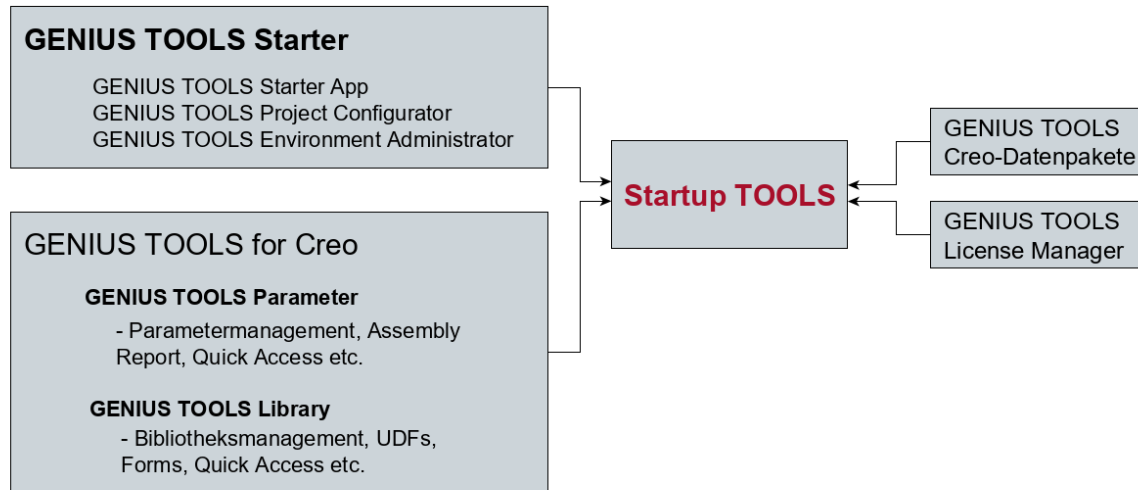 GENIUS TOOLS Starter
GENIUS TOOLS Starter App
GENIUS TOOLS Project Configurator
GENIUS TOOLS Environment Administrator
GENIUS TOOLS for Creo
GENIUS TOOLS Parameter
- Parametermanagement, Assembly
Report, Quick Access etc.
GENIUS TOOLS Library
- Bibliotheksmanagement, UDFs,
Forms, Quick Access etc.
Startup TOOLS
GENIUS TOOLS
Creo-Datenpakete
GENIUS TOOLS
License Manager